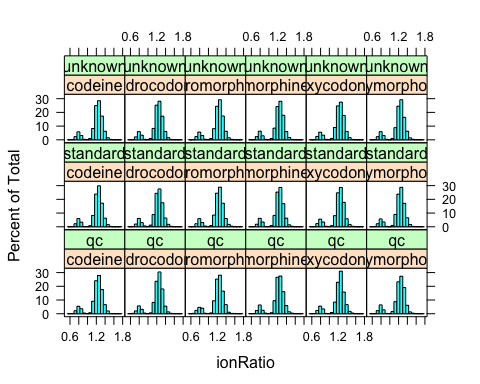 0.6 1.2 1.8 0.6 1.2 1.8 0.6 1.2 1.8
unknown unknown unknown unknown unknown unknown
codeine drocodon romorph morphine xycodon ymorpho
30
20
10
0
standard standard standard standard standard standard
codeine drocodon romorph morphine xycodon ymorpho
30
20
10
0
qc qc qc qc qc qc
codeine drocodon romorph morphine xycodon ymorpho
30
20
10
0
0.6 1.2 1.8 0.6 1.2 1.8 0.6 1.2 1.8
Percent of Total
ionRatio